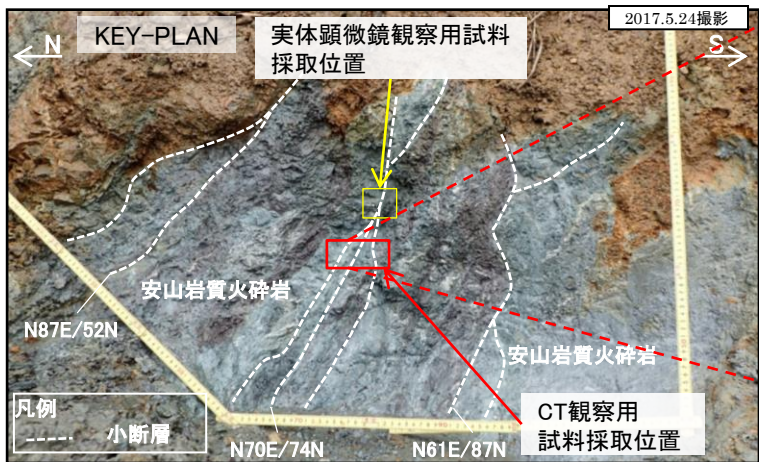 2017.5.24撮影
N
KEY-PLAN
実体顕微鏡観察用試料
採取位置
S
安山岩質火砕岩
N87E/52N
安山岩質火砕岩
凡例
小断層
N70E/74N
N61E/87N
CT観察用
試料採取位置